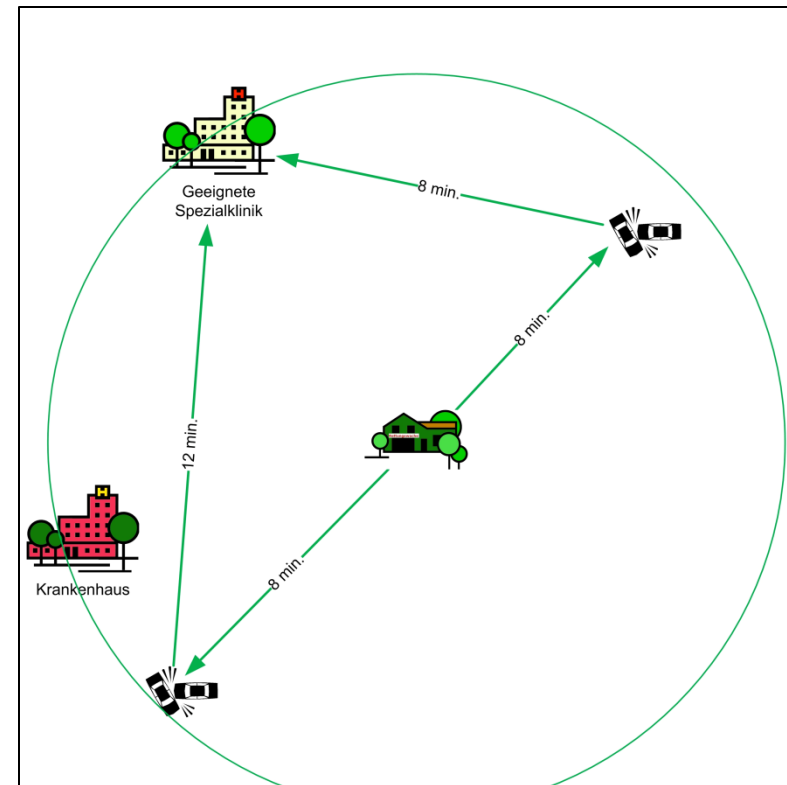 H
Geeignete
Spezialklinik
8 min.
8 min.
12 min.
H
Krankenhaus
8 min.